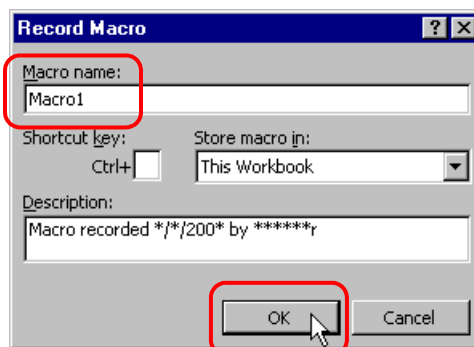 Record Macro
Macro name:
Macro1
Shortcut key: Store macro in:
Ctrl+ This Workbook
Description:
Macro recorded */*/200* by ******r
OK Cancel